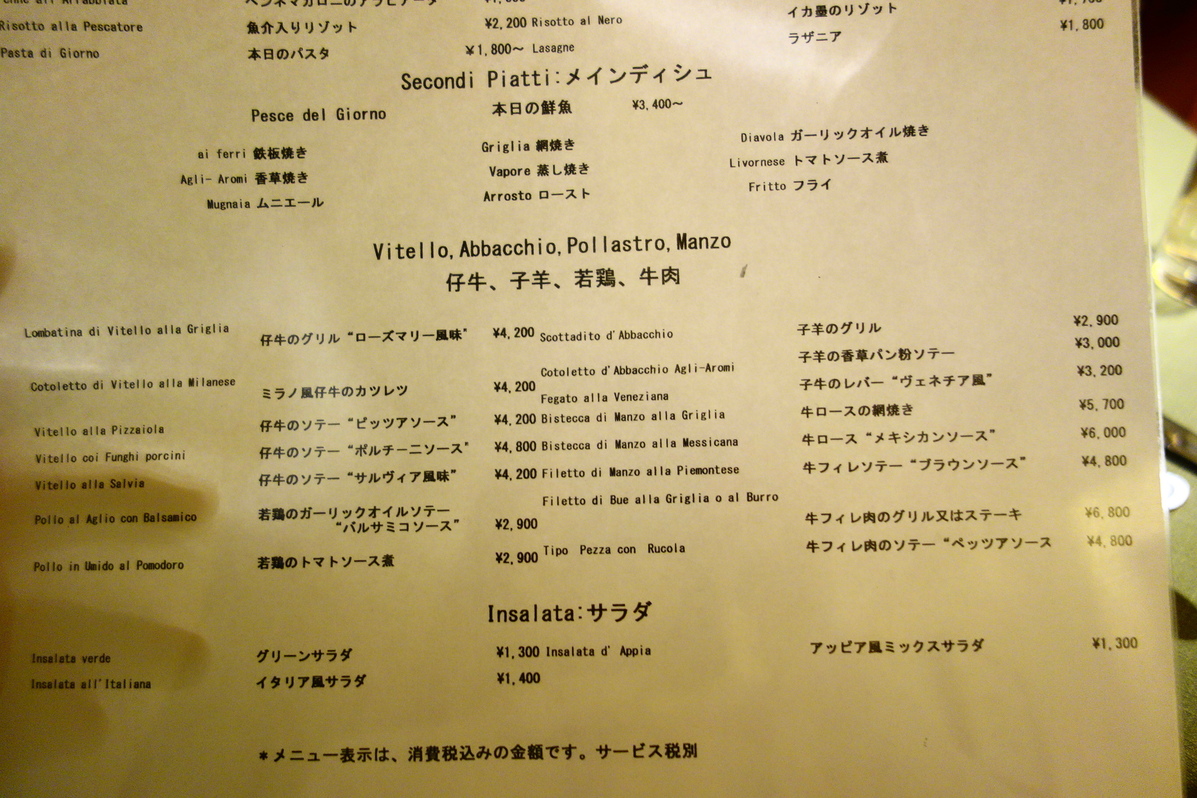 Risotto alla Pescatore 魚介入りリゾット ¥2,200 Risotto al Nero イカ墨のリゾット
Pasta di Giorno 本日のパスタ ¥1,800～ Lasagne ラザニア ¥1,800
Secondi Piatti:メインディシュ
Pesce del Giorno 本日の鮮魚 ¥3,400～
ai ferri 鉄板焼き Griglia 網焼き Diavola ガーリックオイル焼き
Agli- Aromi 香草焼き Vapore 蒸し焼き Livornese トマトソース煮
Mugnaia ムニエール Arrosto ロースト Fritto フライ
Vitello,Abbacchio,Pollastro,Manzo
仔牛、子羊、若鶏、牛肉
Lombatina di Vitello alla Griglia 仔牛のグリル“ローズマリー風味" ¥4,200 Scottadito d'Abbacchio 子羊のグリル ¥2,900
Cotoletto d'Abbacchio Agli-Aromi 子羊の香草パン粉ソテー ¥3,000
Cotoletto di Vitello alla Milanese ミラノ風仔牛のカツレツ ¥4,200 Fegato alla Veneziana 子牛のレバー“ヴェネチア風” ¥3,200
Vitello alla Pizzaiola 仔牛のソテー“ピッツアソース” ¥4,200 Bistecca di Manzo alla Griglia 牛ロースの網焼き ¥5,700
Vitello coi Funghi porcini 仔牛のソテー“ポルチーニソース" ¥4,800 Bistecca di Manzo alla Messicana 牛ロース“メキシカンソース” ¥6,000
Vitello alla Salvia 仔牛のソテー“サルヴィア風味” ¥4,200 Filetto di Manzo alla Piemontese 牛フィレソテー“ブラウンソース” ¥4,800
Pollo al Aglio con Balsamico 若鶏のガーリックオイルソテー Filetto di Bue alla Griglia o al Burro 牛フィレ肉のグリル又はステーキ ¥6,800
“バルサミコソース” ¥2,900
Pollo in Umido al Pomodoro 若鶏のトマトソース煮 ¥2,900 Tipo Pezza con Rucola 牛フィレ肉のソテー“ペッツアソース ¥4,800
Insalata:サラダ
Insalata verde グリーンサラダ ¥1,300 Insalata d' Appia アッピア風ミックスサラダ ¥1,300
Insalata all'Italiana イタリア風サラダ ¥1,400
＊メニュー表示は、消費税込みの金額です。サービス税別